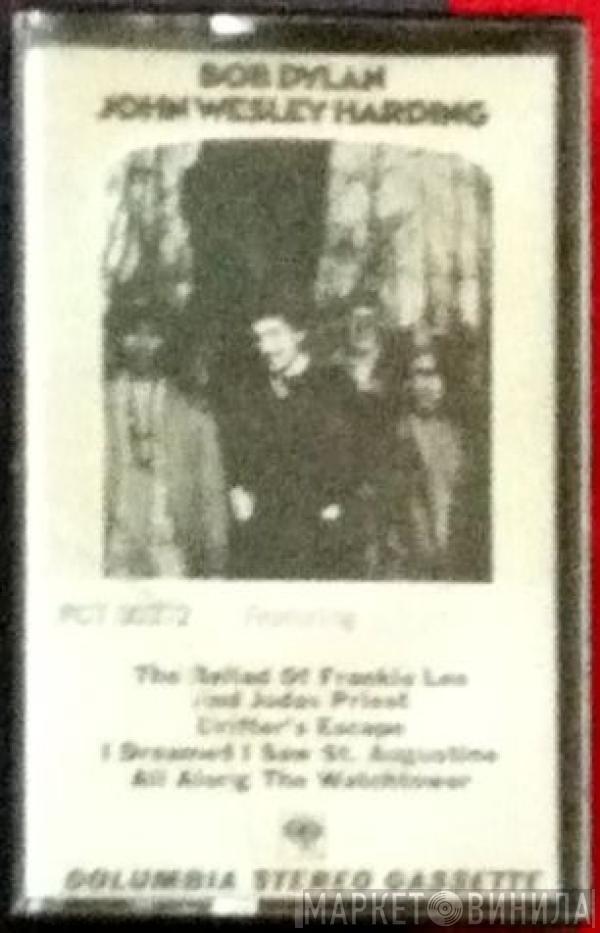 BOB DYLAN
JOHN WESLEY HARDING
PCT Featuring
The Ballad Of Frankie Lee
And Judas Priest
Drifter's Escape
I Dreamed I Saw St. Augustine
All Along The Watchtower
COLUMBIA STEREO CASSETTE
МАРКЕТ ВИНИЛА